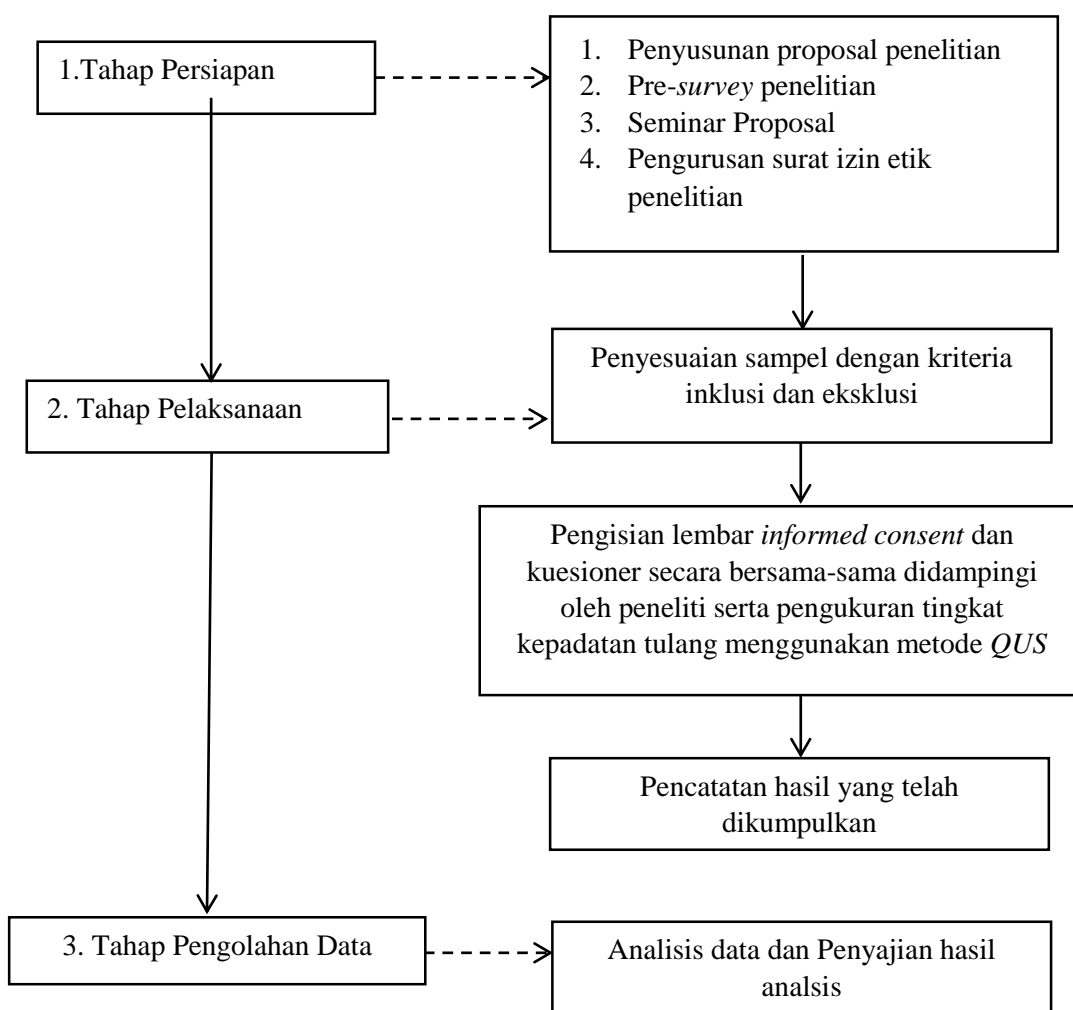 1.Tahap Persiapan
1. Penyusunan proposal penelitian
2. Pre-survey penelitian
3. Seminar Proposal
4. Pengurusan surat izin etik
penelitian
2. Tahap Pelaksanaan
Penyesuaian sampel dengan kriteria
inklusi dan eksklusi
Pengisian lembar informed consent dan
kuesioner secara bersama-sama didampingi
oleh peneliti serta pengukuran tingkat
kepadatan tulang menggunakan metode QUS
Pencatatan hasil yang telah
dikumpulkan
3. Tahap Pengolahan Data
Analisis data dan Penyajian hasil
analsis